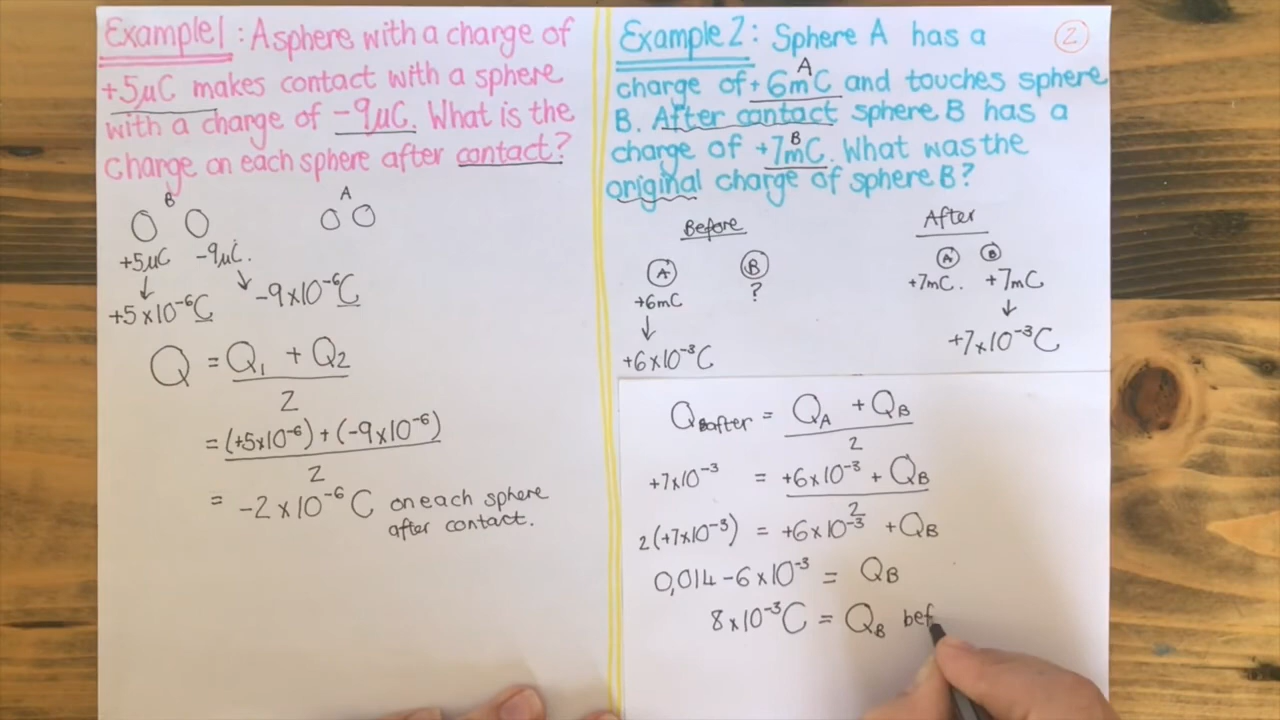 Example 1: A sphere with a charge of
+5μC makes contact with a sphere
with a charge of -9μC. What is the
charge on each sphere after contact?
B A
+5μC -9μC.
↓ ↘
+5x10⁻⁶C -9x10⁻⁶C
Q = Q₁ + Q₂
2
= (+5x10⁻⁶) + (-9x10⁻⁶)
2
= -2x10⁻⁶C on each sphere
after contact.
2
Example 2: Sphere A has a
A
charge of +6mC and touches sphere
B. After contact sphere B has a
B
charge of +7mC. What was the
original charge of sphere B?
Before After
A B A B
+6mC ? +7mC. +7mC
↓ ↓
+6x10⁻³C +7x10⁻³C
Q_Bafter = Q_A + Q_B
2
+7x10⁻³ = +6x10⁻³ + Q_B
2
2(+7x10⁻³) = +6x10⁻³ + Q_B
0,014 - 6x10⁻³ = Q_B
8x10⁻³C = Q_B bef